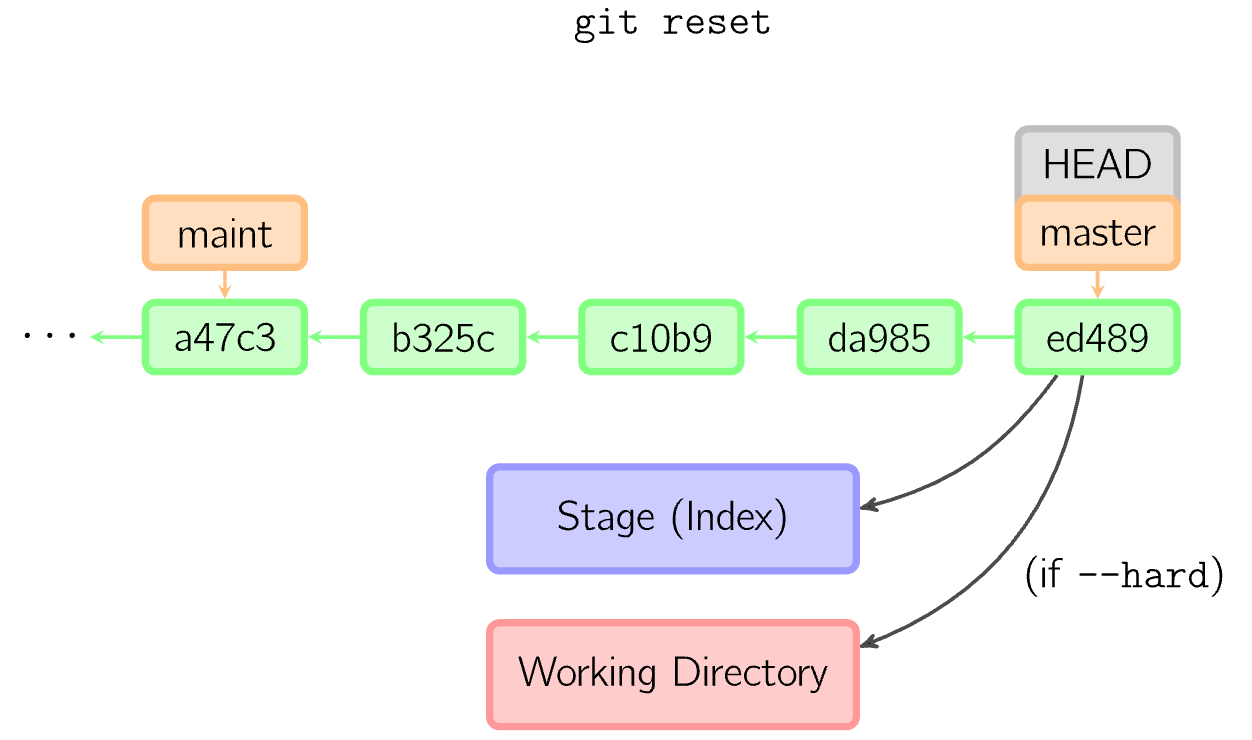 git reset
HEAD
maint
master
...
a47c3
b325c
c10b9
da985
ed489
Stage (Index)
(if --hard)
Working Directory